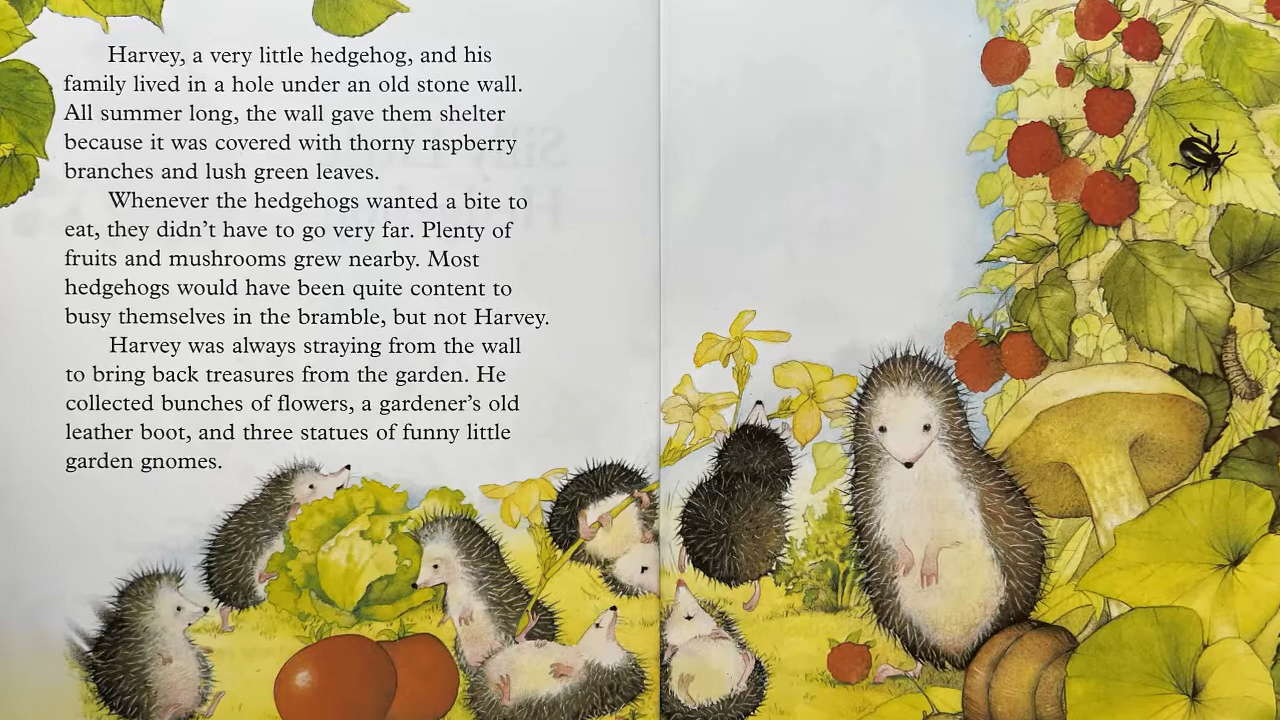 Harvey, a very little hedgehog, and his
family lived in a hole under an old stone wall.
All summer long, the wall gave them shelter
because it was covered with thorny raspberry
branches and lush green leaves.
Whenever the hedgehogs wanted a bite to
eat, they didn’t have to go very far. Plenty of
fruits and mushrooms grew nearby. Most
hedgehogs would have been quite content to
busy themselves in the bramble, but not Harvey.
Harvey was always straying from the wall
to bring back treasures from the garden. He
collected bunches of flowers, a gardener’s old
leather boot, and three statues of funny little
garden gnomes.